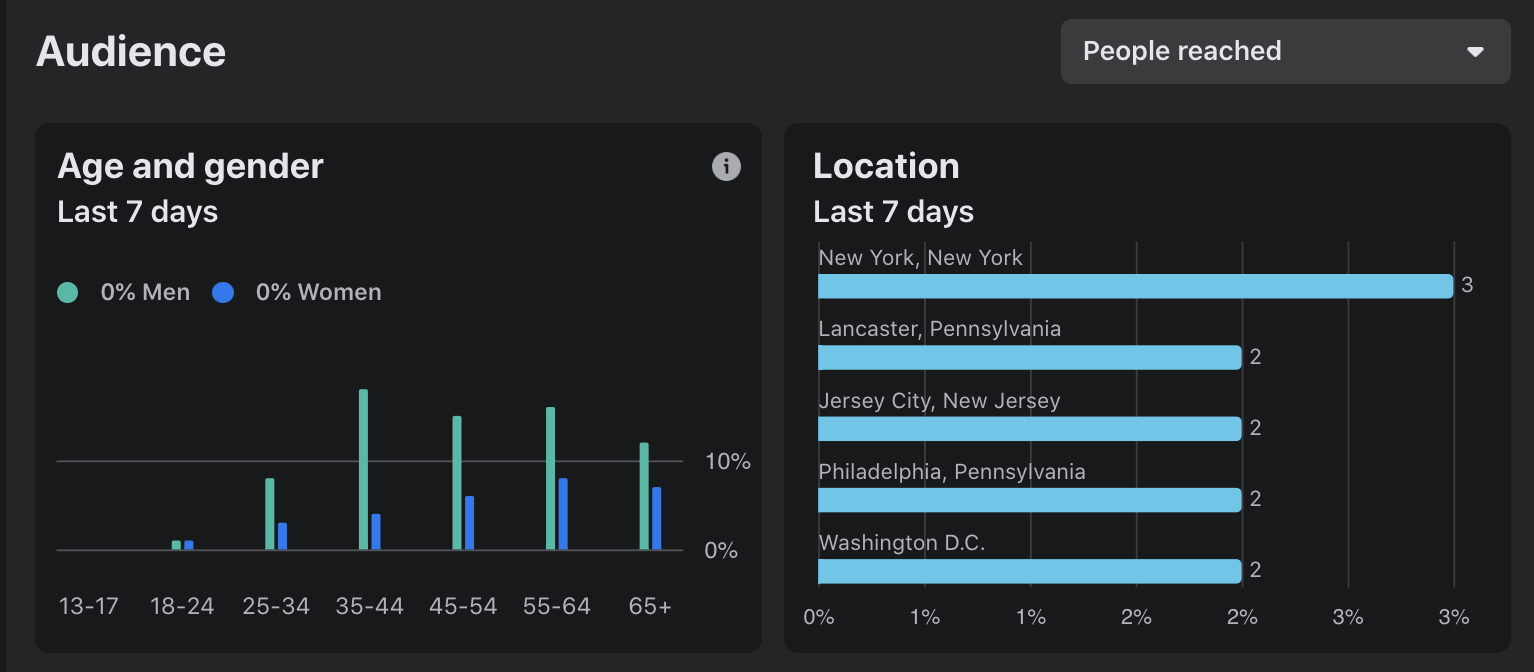 Audience
People reached
Age and gender
Last 7 days
0% Men 0% Women
10%
0%
13-17 18-24 25-34 35-44 45-54 55-64 65+
Location
Last 7 days
New York, New York
3
Lancaster, Pennsylvania
2
Jersey City, New Jersey
2
Philadelphia, Pennsylvania
2
Washington D.C.
2
0% 1% 1% 2% 2% 3% 3%